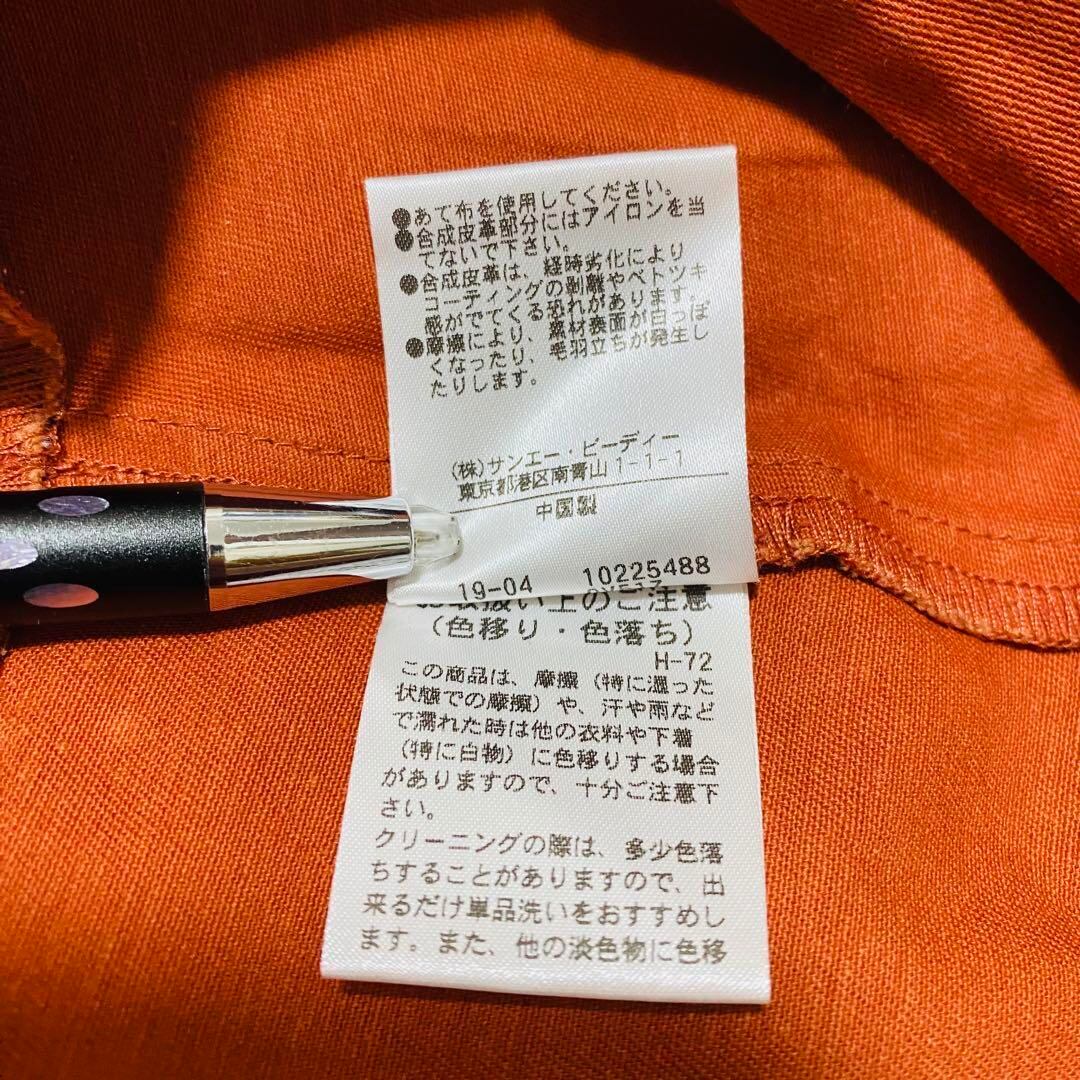 ●あて布を使用してください。
●合成皮革部分にはアイロンを当
てないで下さい。
●合成皮革は、経時劣化により
コーティングの剥離やベトツキ
感がでてくる恐れがあります。
●摩擦により、素材表面が白っぽ
くなったり、毛羽立ちが発生し
たりします。
(株)サンエー・ビーディー
東京都港区南青山1-1-1
中国製
19-04 10225488
お取扱い上のご注意
(色移り・色落ち)
H-72
この商品は、摩擦(特に湿った
状態での摩擦)や、汗や雨など
で濡れた時は他の衣料や下着
(特に白物)に色移りする場合
がありますので、十分ご注意下
さい。
クリーニングの際は、多少色落
ちすることがありますので、出
来るだけ単品洗いをおすすめし
ます。また、他の淡色物に色移